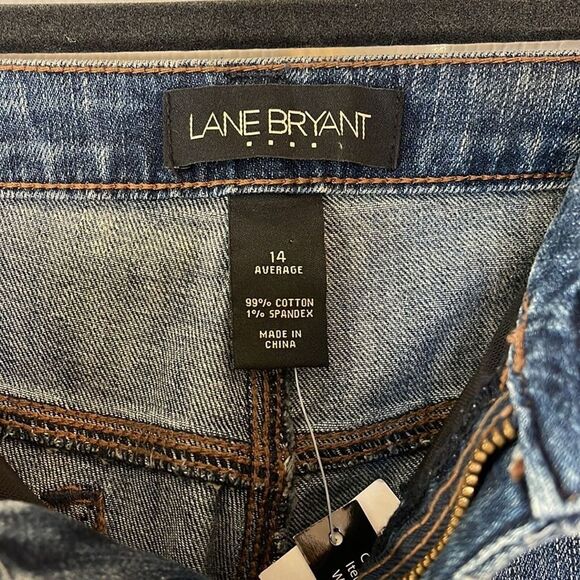 LANE BRYANT
14
AVERAGE
99% COTTON
1% SPANDEX
MADE IN
CHINA